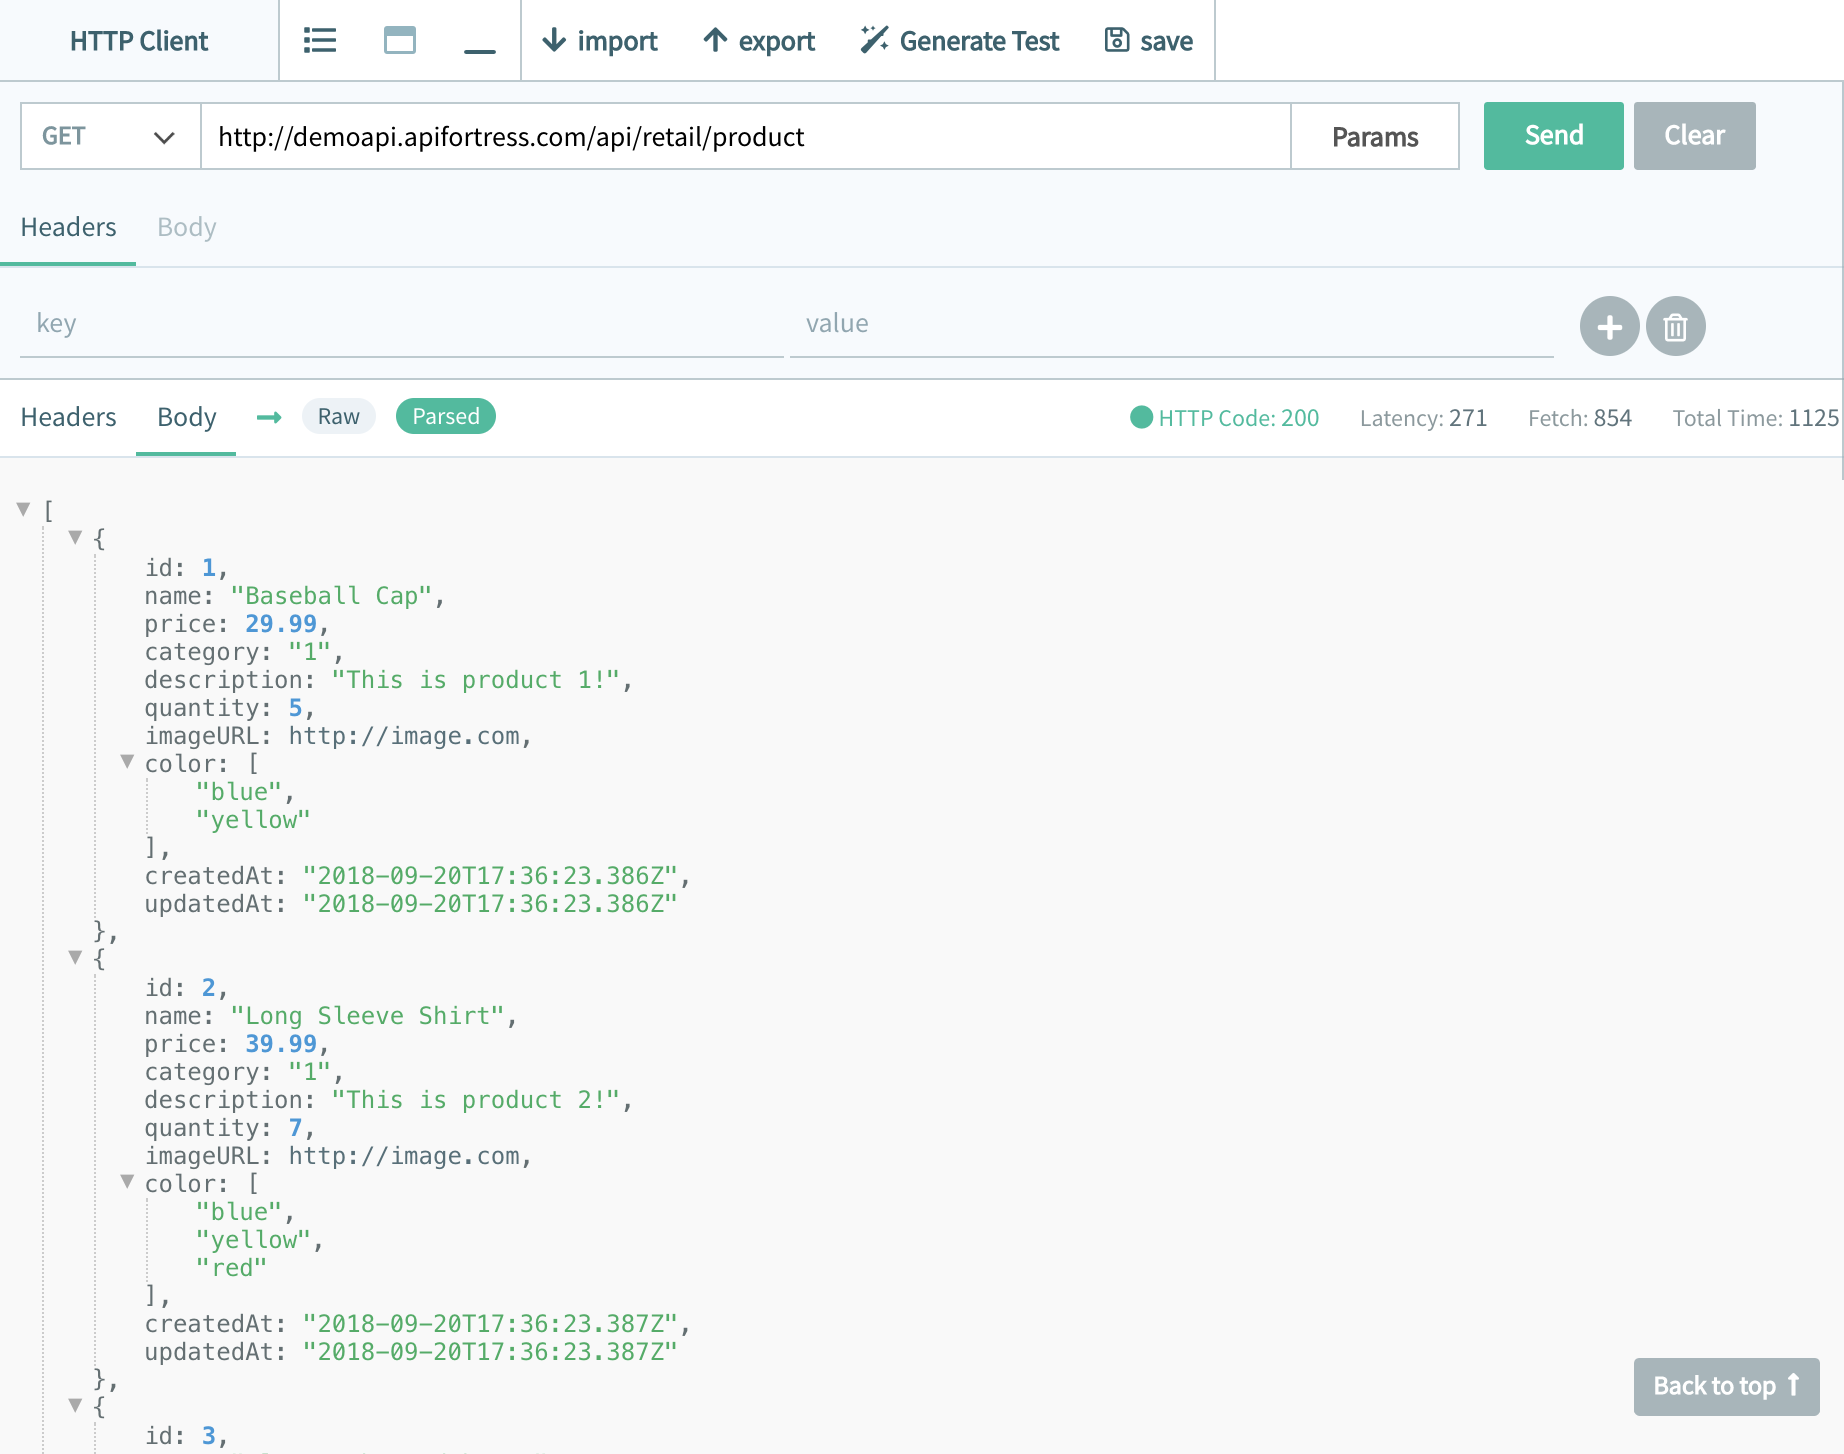 HTTP Client import export Generate Test save
GET http://demoapi.apifortress.com/api/retail/product Params Send Clear
Headers Body
key value
Headers Body Raw Parsed HTTP Code: 200 Latency: 271 Fetch: 854 Total Time: 1125
[
{
id: 1,
name: "Baseball Cap",
price: 29.99,
category: "1",
description: "This is product 1!",
quantity: 5,
imageURL: http://image.com,
color: [
"blue",
"yellow"
],
createdAt: "2018-09-20T17:36:23.386Z",
updatedAt: "2018-09-20T17:36:23.386Z"
},
{
id: 2,
name: "Long Sleeve Shirt",
price: 39.99,
category: "1",
description: "This is product 2!",
quantity: 7,
imageURL: http://image.com,
color: [
"blue",
"yellow",
"red"
],
createdAt: "2018-09-20T17:36:23.387Z",
updatedAt: "2018-09-20T17:36:23.387Z"
},
{
Back to top
id: 3,